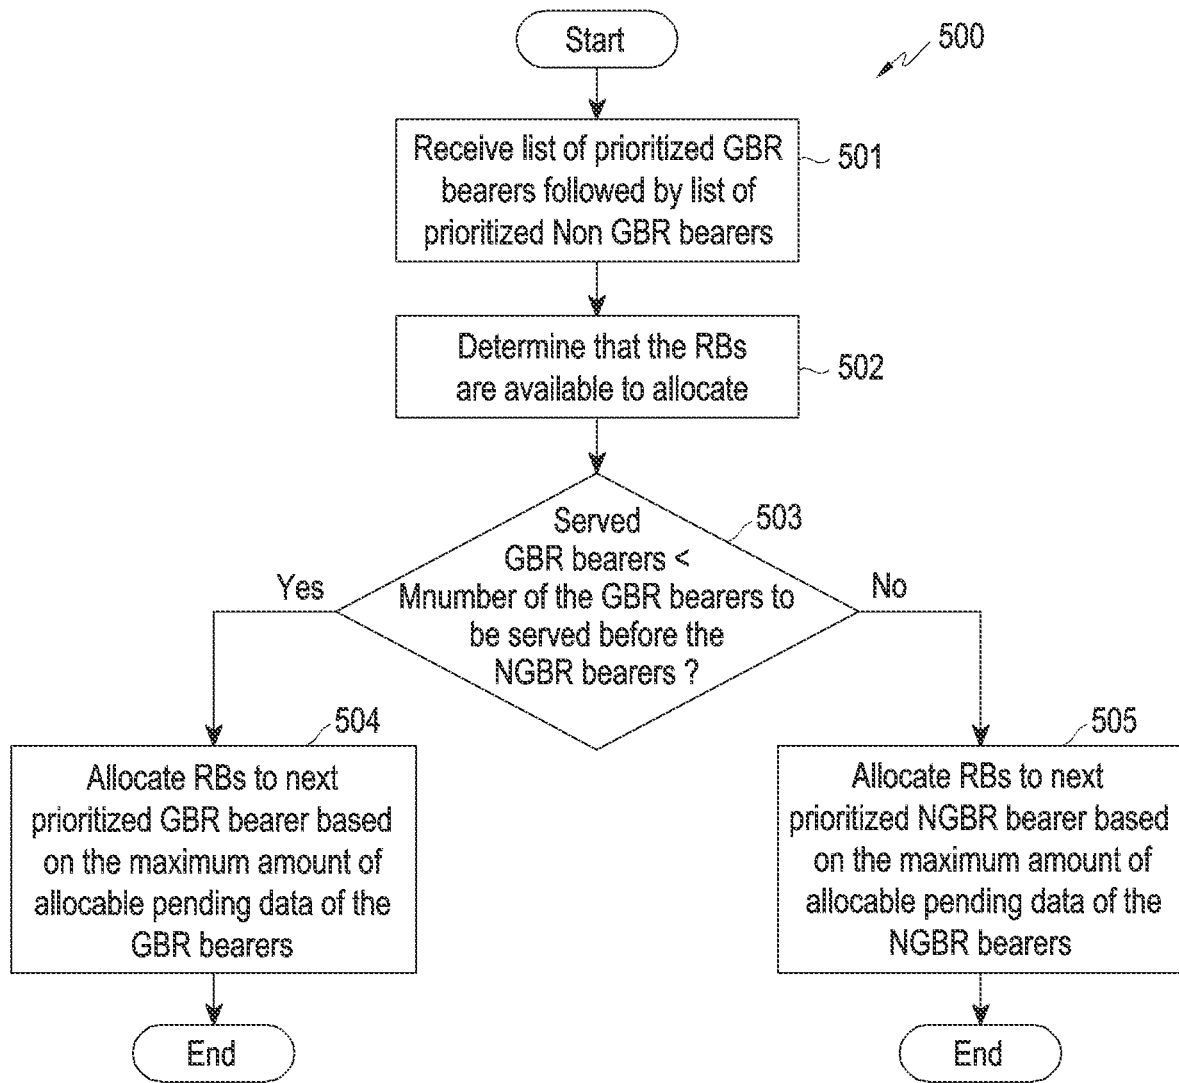 Start
500
Receive list of prioritized GBR
bearers followed by list of
prioritized Non GBR bearers
501
Determine that the RBs
are available to allocate
502
Served
GBR bearers <
Mnumber of the GBR bearers to
be served before the
NGBR bearers ?
503
Yes
No
504
Allocate RBs to next
prioritized GBR bearer based
on the maximum amount of
allocable pending data of the
GBR bearers
505
Allocate RBs to next
prioritized NGBR bearer based
on the maximum amount of
allocable pending data of the
NGBR bearers
End
End